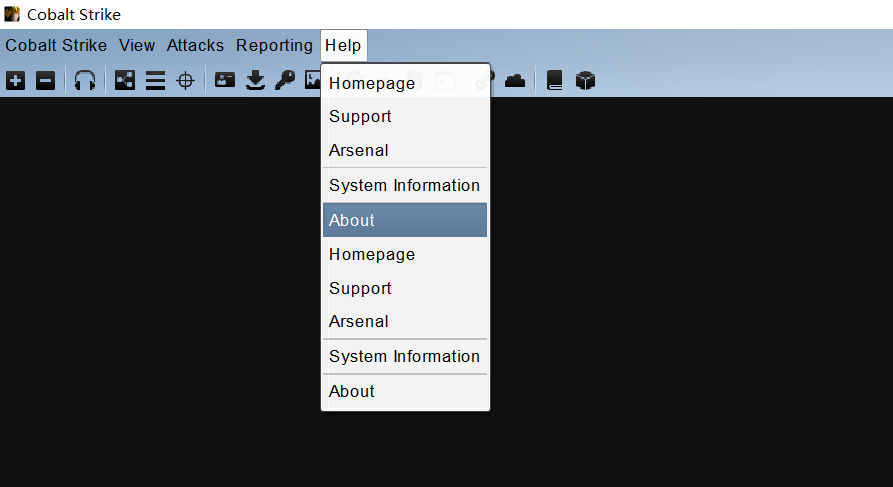 Cobalt Strike
Cobalt Strike View Attacks Reporting Help
Homepage
Support
Arsenal
System Information
About
Homepage
Support
Arsenal
System Information
About